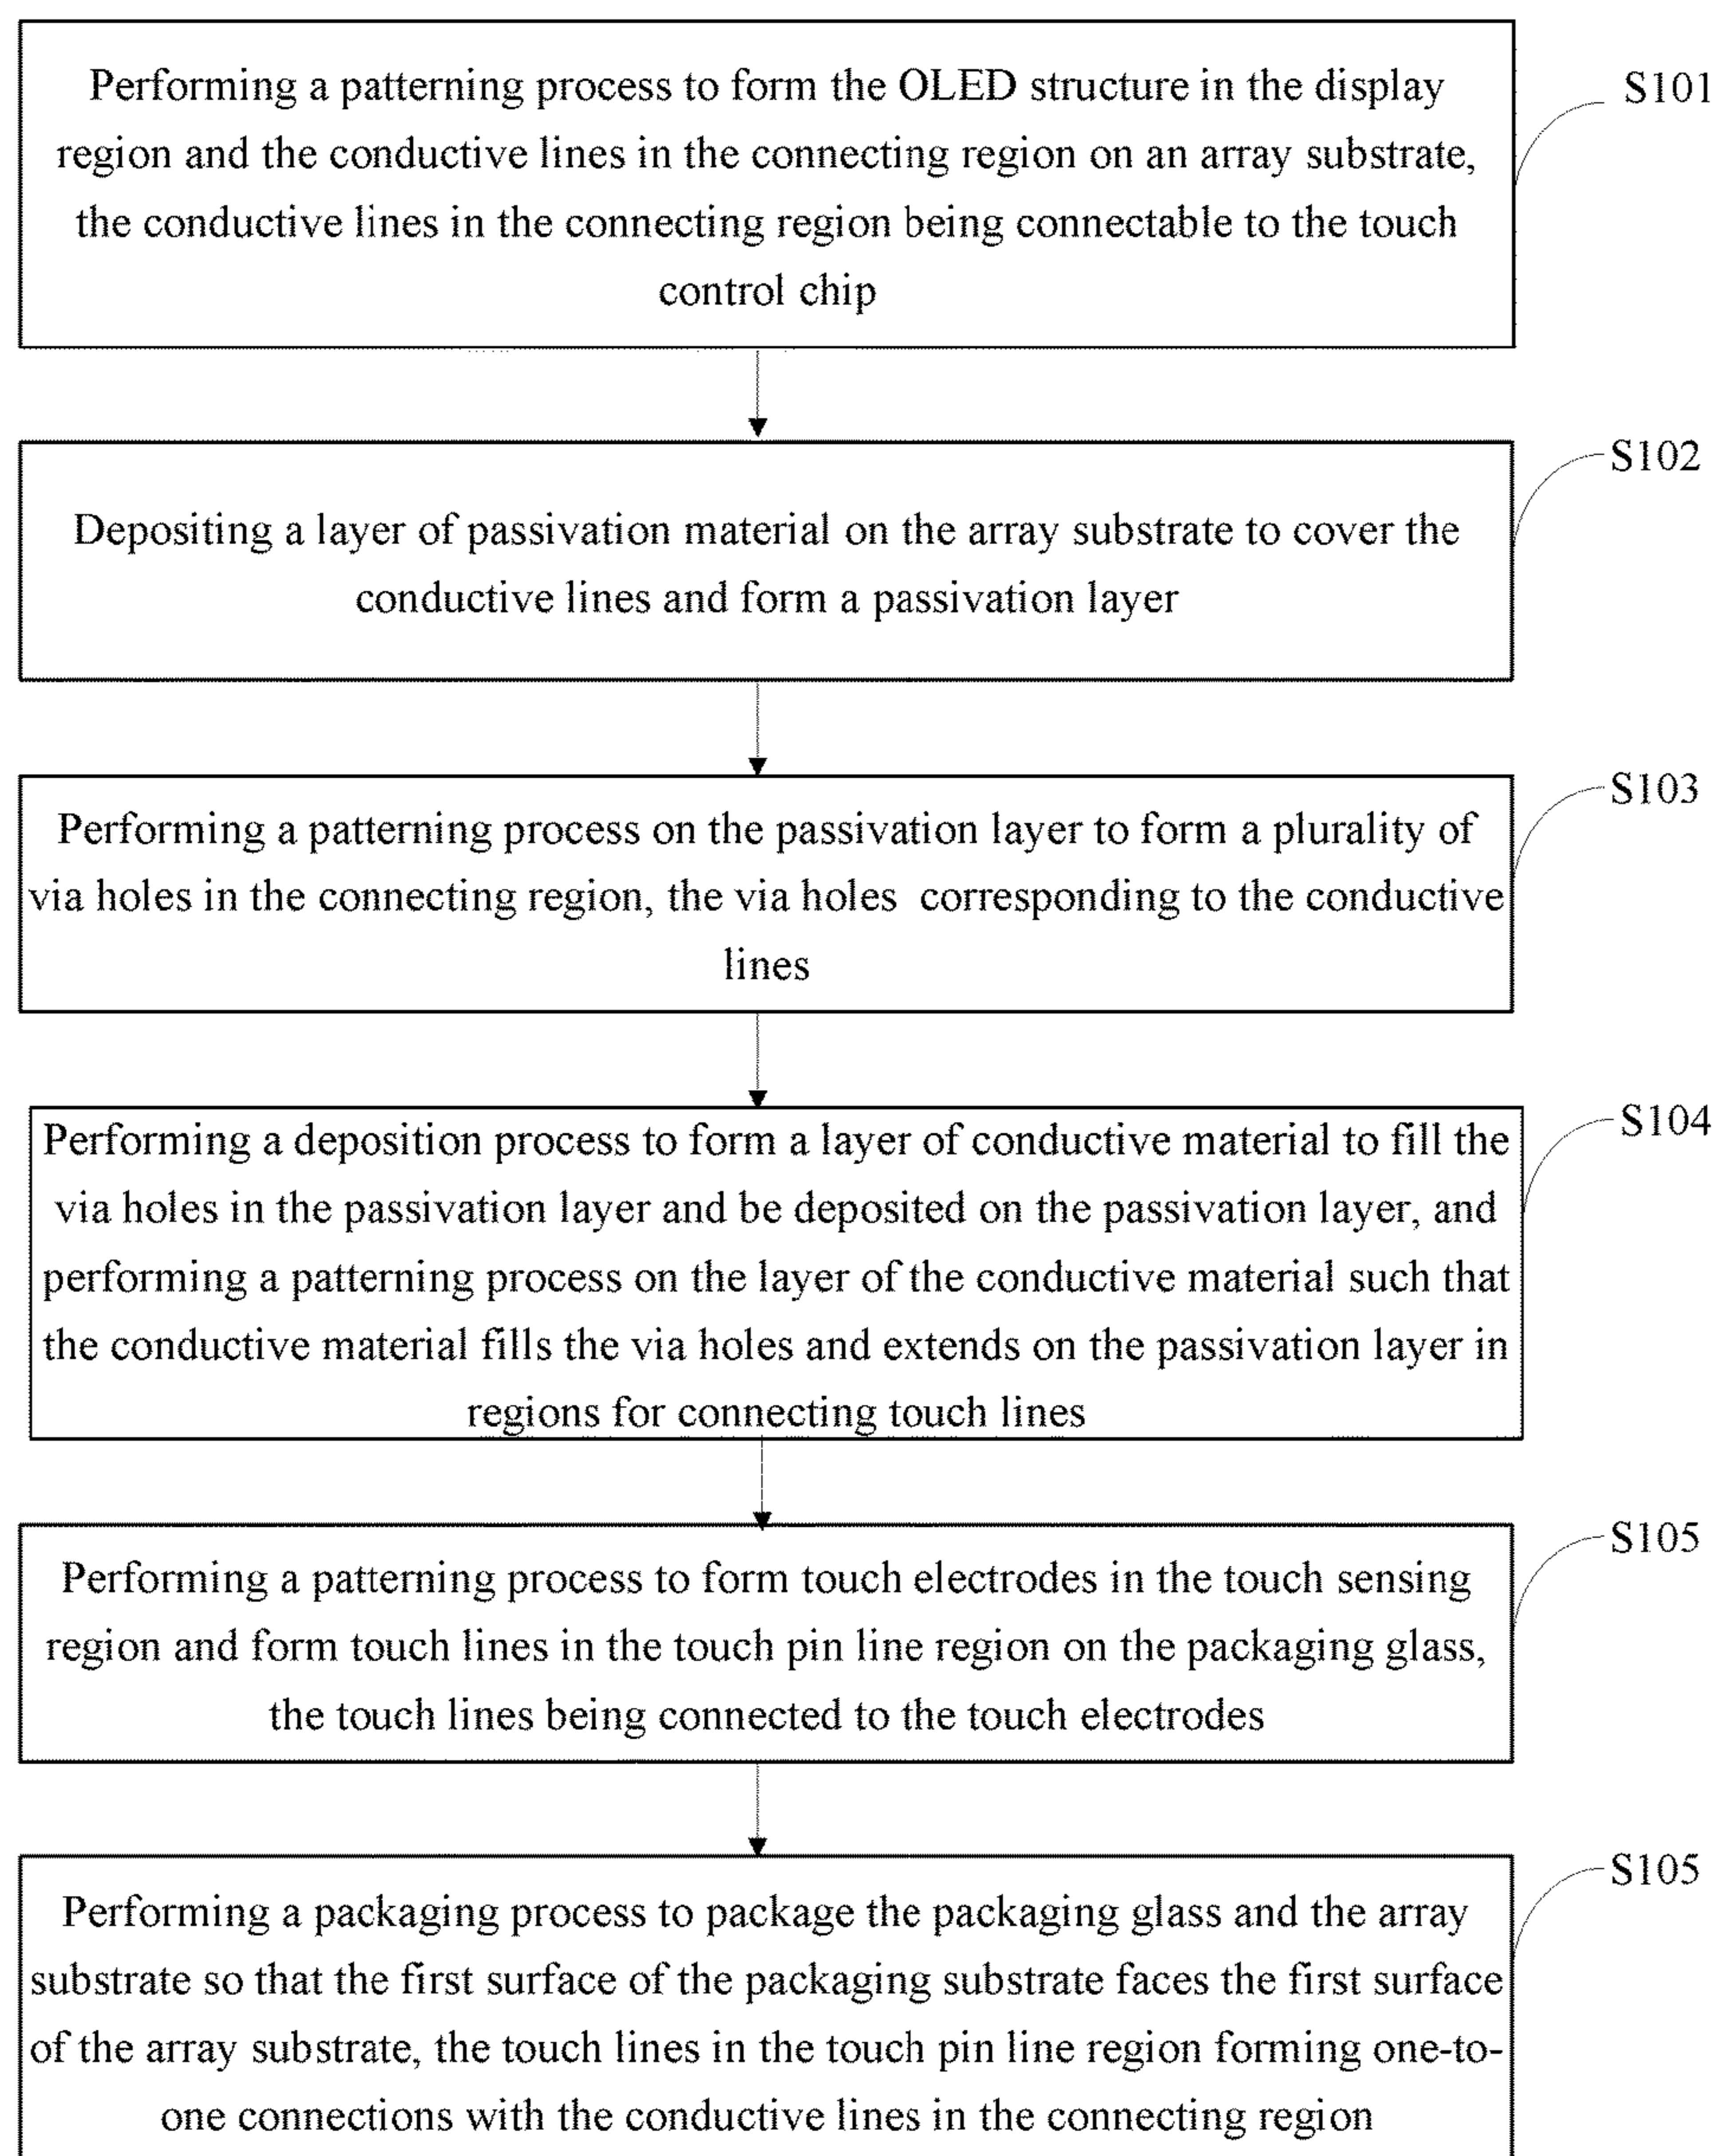 Performing a patterning process to form the OLED structure in the display
region and the conductive lines in the connecting region on an array substrate,
the conductive lines in the connecting region being connectable to the touch
control chip
S101
Depositing a layer of passivation material on the array substrate to cover the
conductive lines and form a passivation layer
S102
Performing a patterning process on the passivation layer to form a plurality of
via holes in the connecting region, the via holes corresponding to the conductive
lines
S103
Performing a deposition process to form a layer of conductive material to fill the
via holes in the passivation layer and be deposited on the passivation layer, and
performing a patterning process on the layer of the conductive material such that
the conductive material fills the via holes and extends on the passivation layer in
regions for connecting touch lines
S104
Performing a patterning process to form touch electrodes in the touch sensing
region and form touch lines in the touch pin line region on the packaging glass,
the touch lines being connected to the touch electrodes
S105
Performing a packaging process to package the packaging glass and the array
substrate so that the first surface of the packaging substrate faces the first surface
of the array substrate, the touch lines in the touch pin line region forming one-to-
one connections with the conductive lines in the connecting region
S105